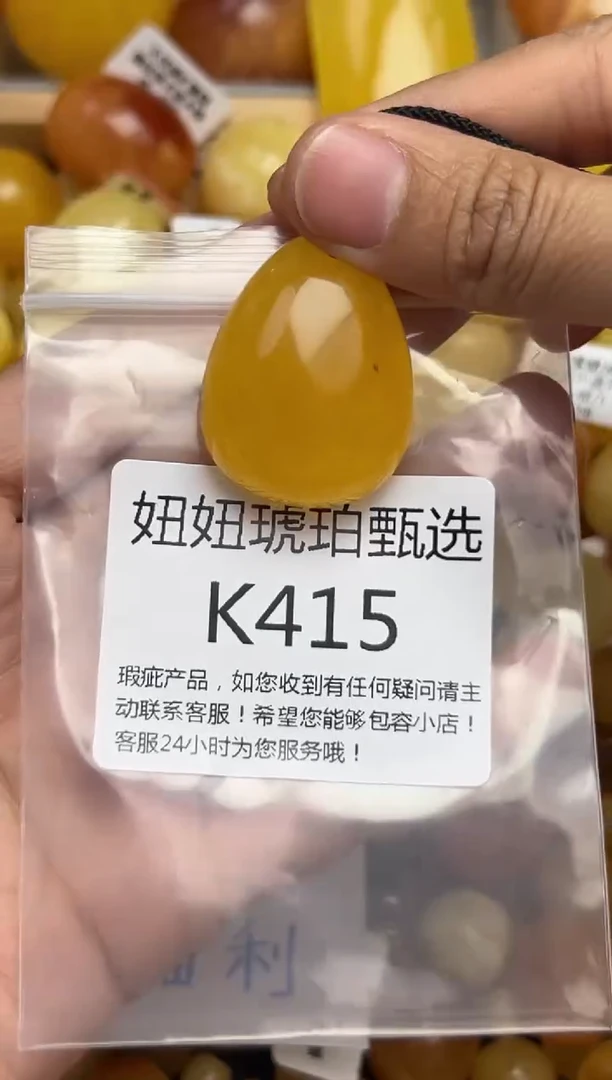 妞妞琥珀甄选
K415
瑕疵产品，如您收到有任何疑问请主
动联系客服！希望您能够包容小店！
客服24小时为您服务哦！
利